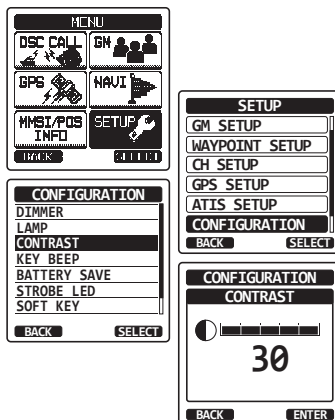 MENU
DSC CALL
GM
GPS
NAVI
MMSI/POS
INFO
SETUP
BACK
SELECT
SETUP
GM SETUP
WAYPOINT SETUP
CH SETUP
GPS SETUP
ATIS SETUP
CONFIGURATION
BACK
SELECT
CONFIGURATION
DIMMER
LAMP
CONTRAST
KEY BEEP
BATTERY SAVE
STROBE LED
SOFT KEY
BACK
SELECT
CONFIGURATION
CONTRAST
30
BACK
ENTER